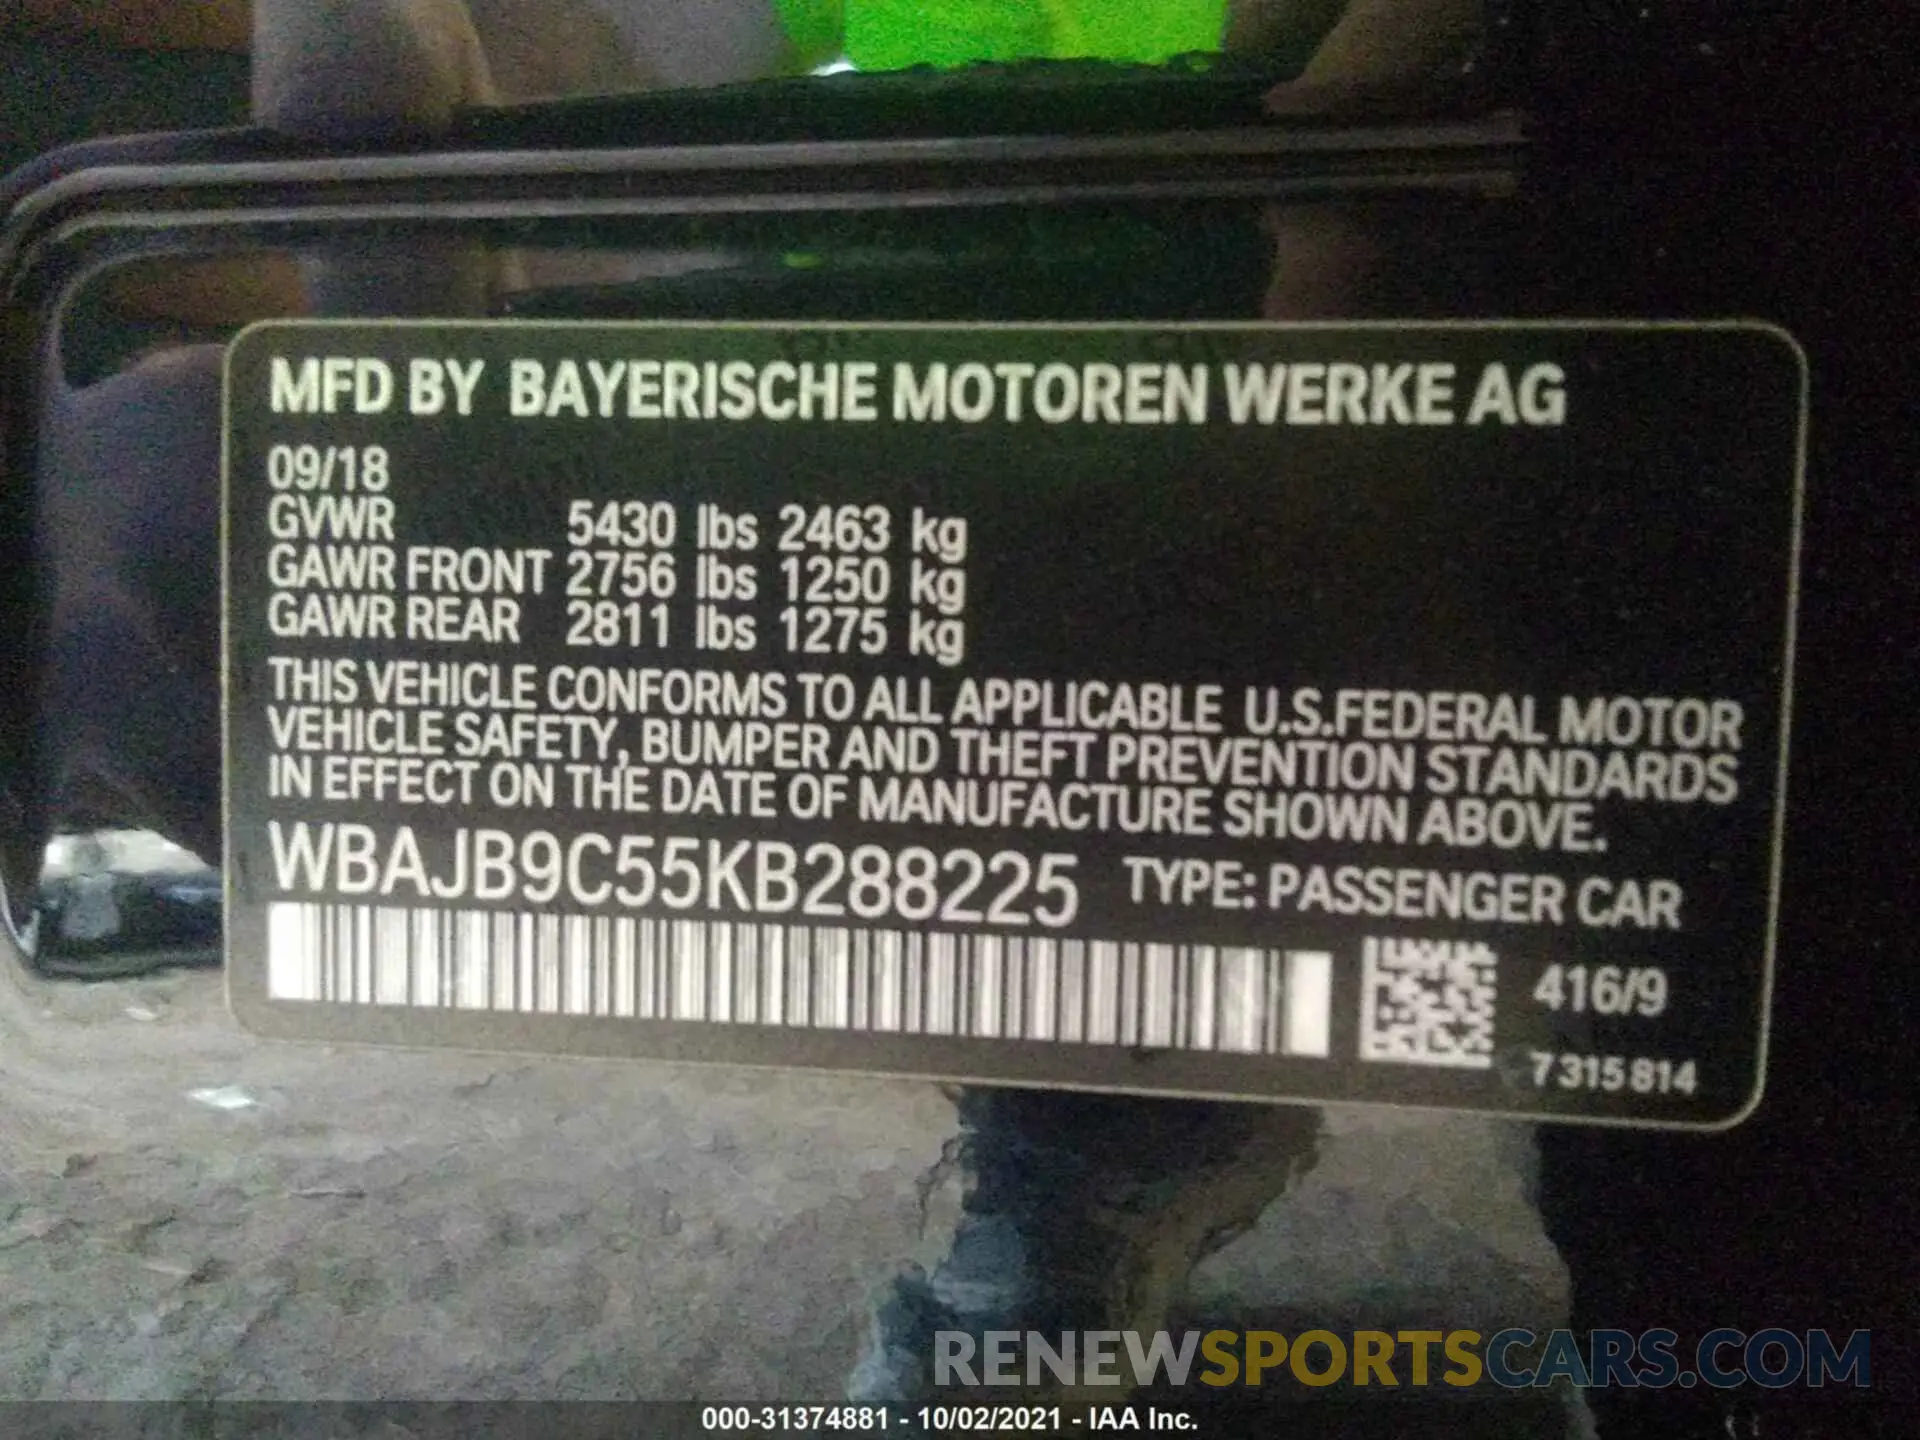 MFD BY BAYERISCHE MOTOREN WERKE AG
09/18
GVWR 5430 lbs 2463 kg
GAWR FRONT 2756 lbs 1250 kg
GAWR REAR 2811 lbs 1275 kg
THIS VEHICLE CONFORMS TO ALL APPLICABLE U.S.FEDERAL MOTOR
VEHICLE SAFETY, BUMPER AND THEFT PREVENTION STANDARDS
IN EFFECT ON THE DATE OF MANUFACTURE SHOWN ABOVE.
WBAJB9C55KB288225 TYPE: PASSENGER CAR
416/9
7 315 814
RENEWSPORTSCARS.COM
000-31374881 - 10/02/2021 - IAA Inc.